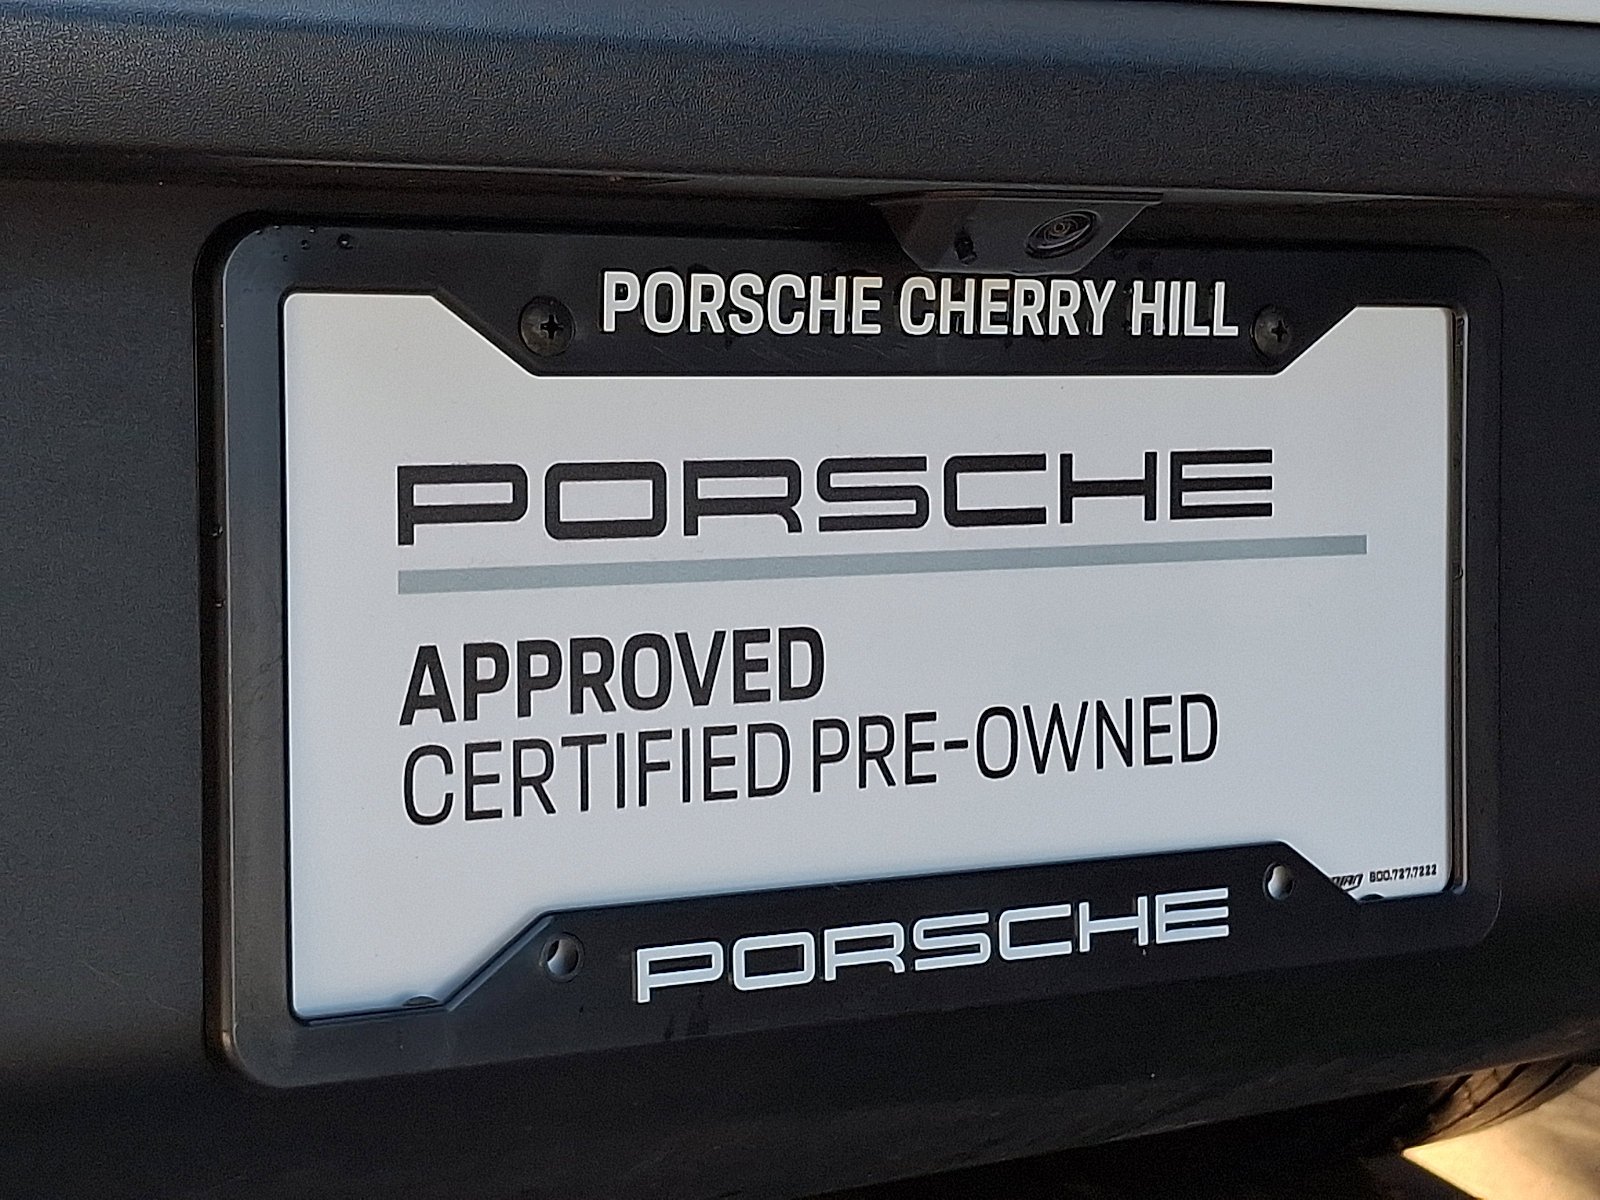 PORSCHE CHERRY HILL
PORSCHE
APPROVED
CERTIFIED PRE-OWNED
800.727.7222
PORSCHE